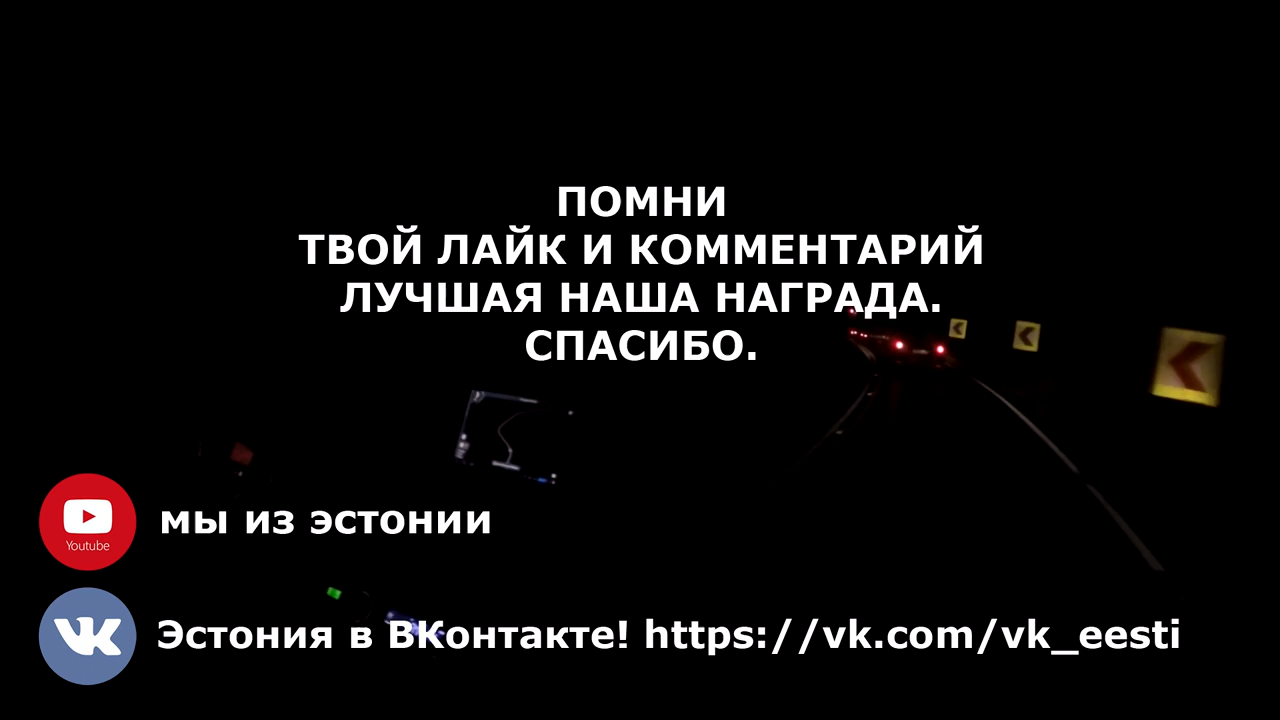 ПОМНИ
ТВОЙ ЛАЙК И КОММЕНТАРИЙ
ЛУЧШАЯ НАША НАГРАДА.
СПАСИБО.
мы из эстонии
Youtube
Эстония в ВКонтакте! https://vk.com/vk_eesti